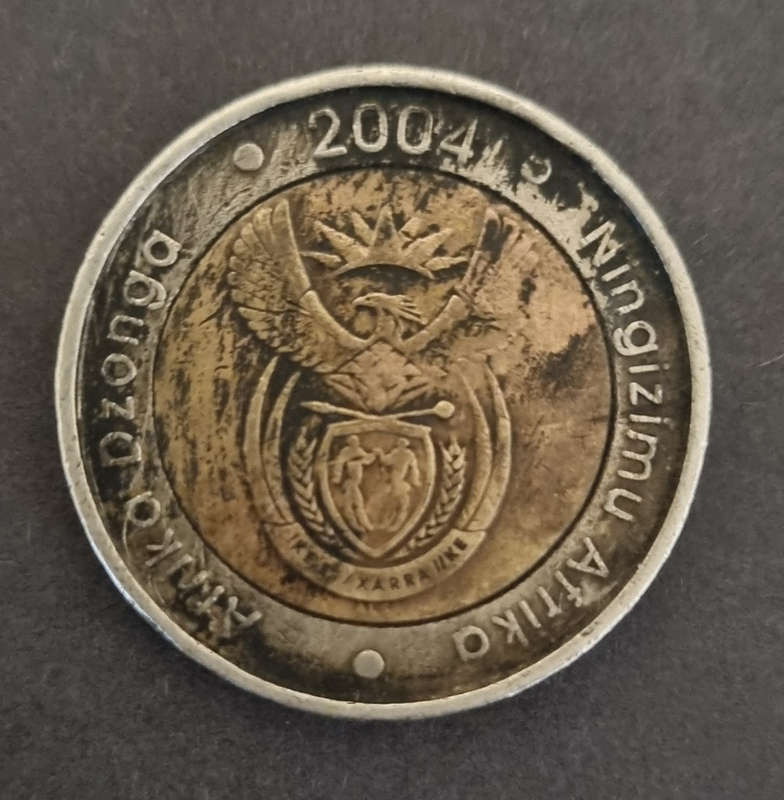 2004
Ningizimu Afrika
Afrika Dzonga
!KE E: /XARRA //KE